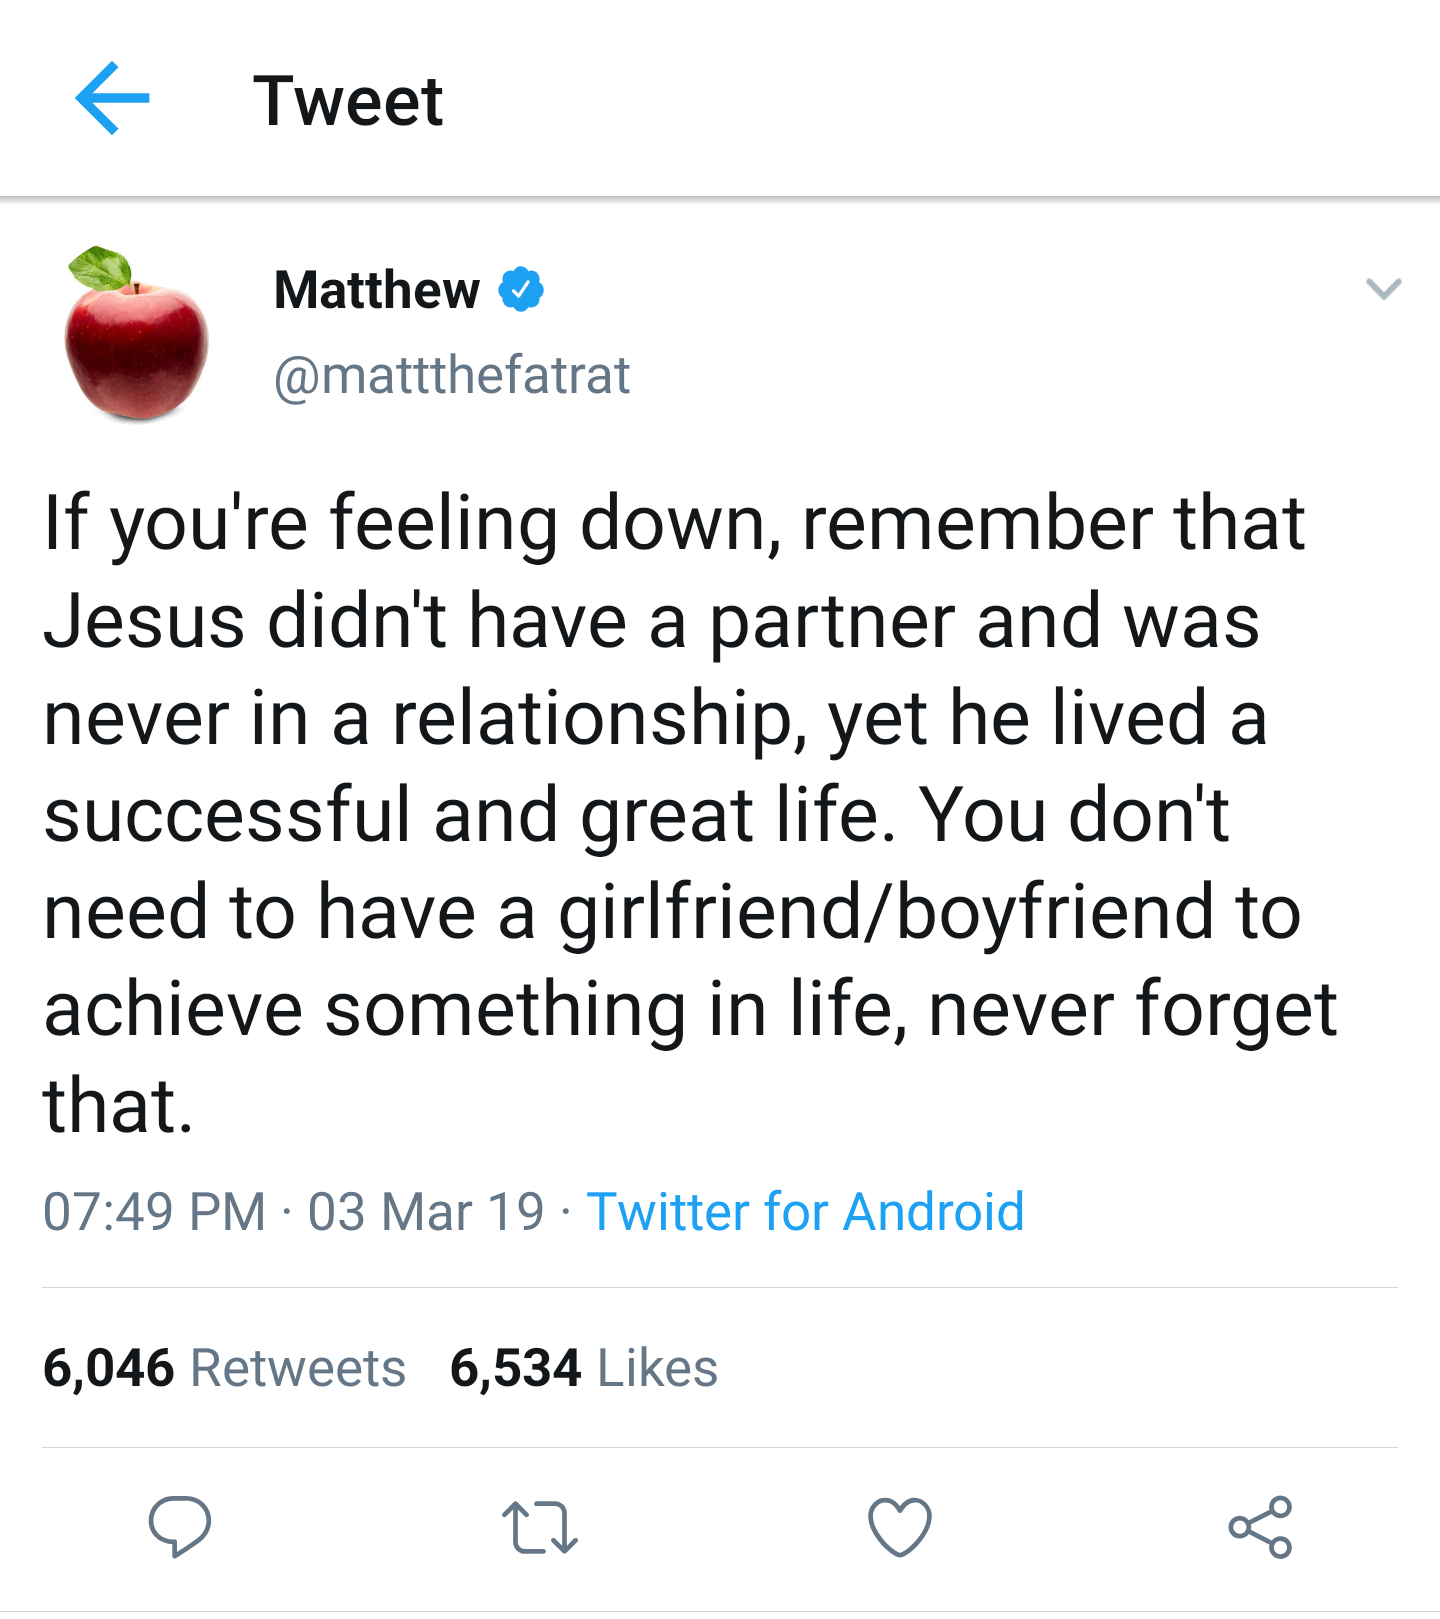 Tweet
Matthew
@mattthefatrat
If you're feeling down, remember that
Jesus didn't have a partner and was
never in a relationship, yet he lived a
successful and great life. You don't
need to have a girlfriend/boyfriend to
achieve something in life, never forget
that.
07:49 PM · 03 Mar 19 · Twitter for Android
6,046 Retweets 6,534 Likes